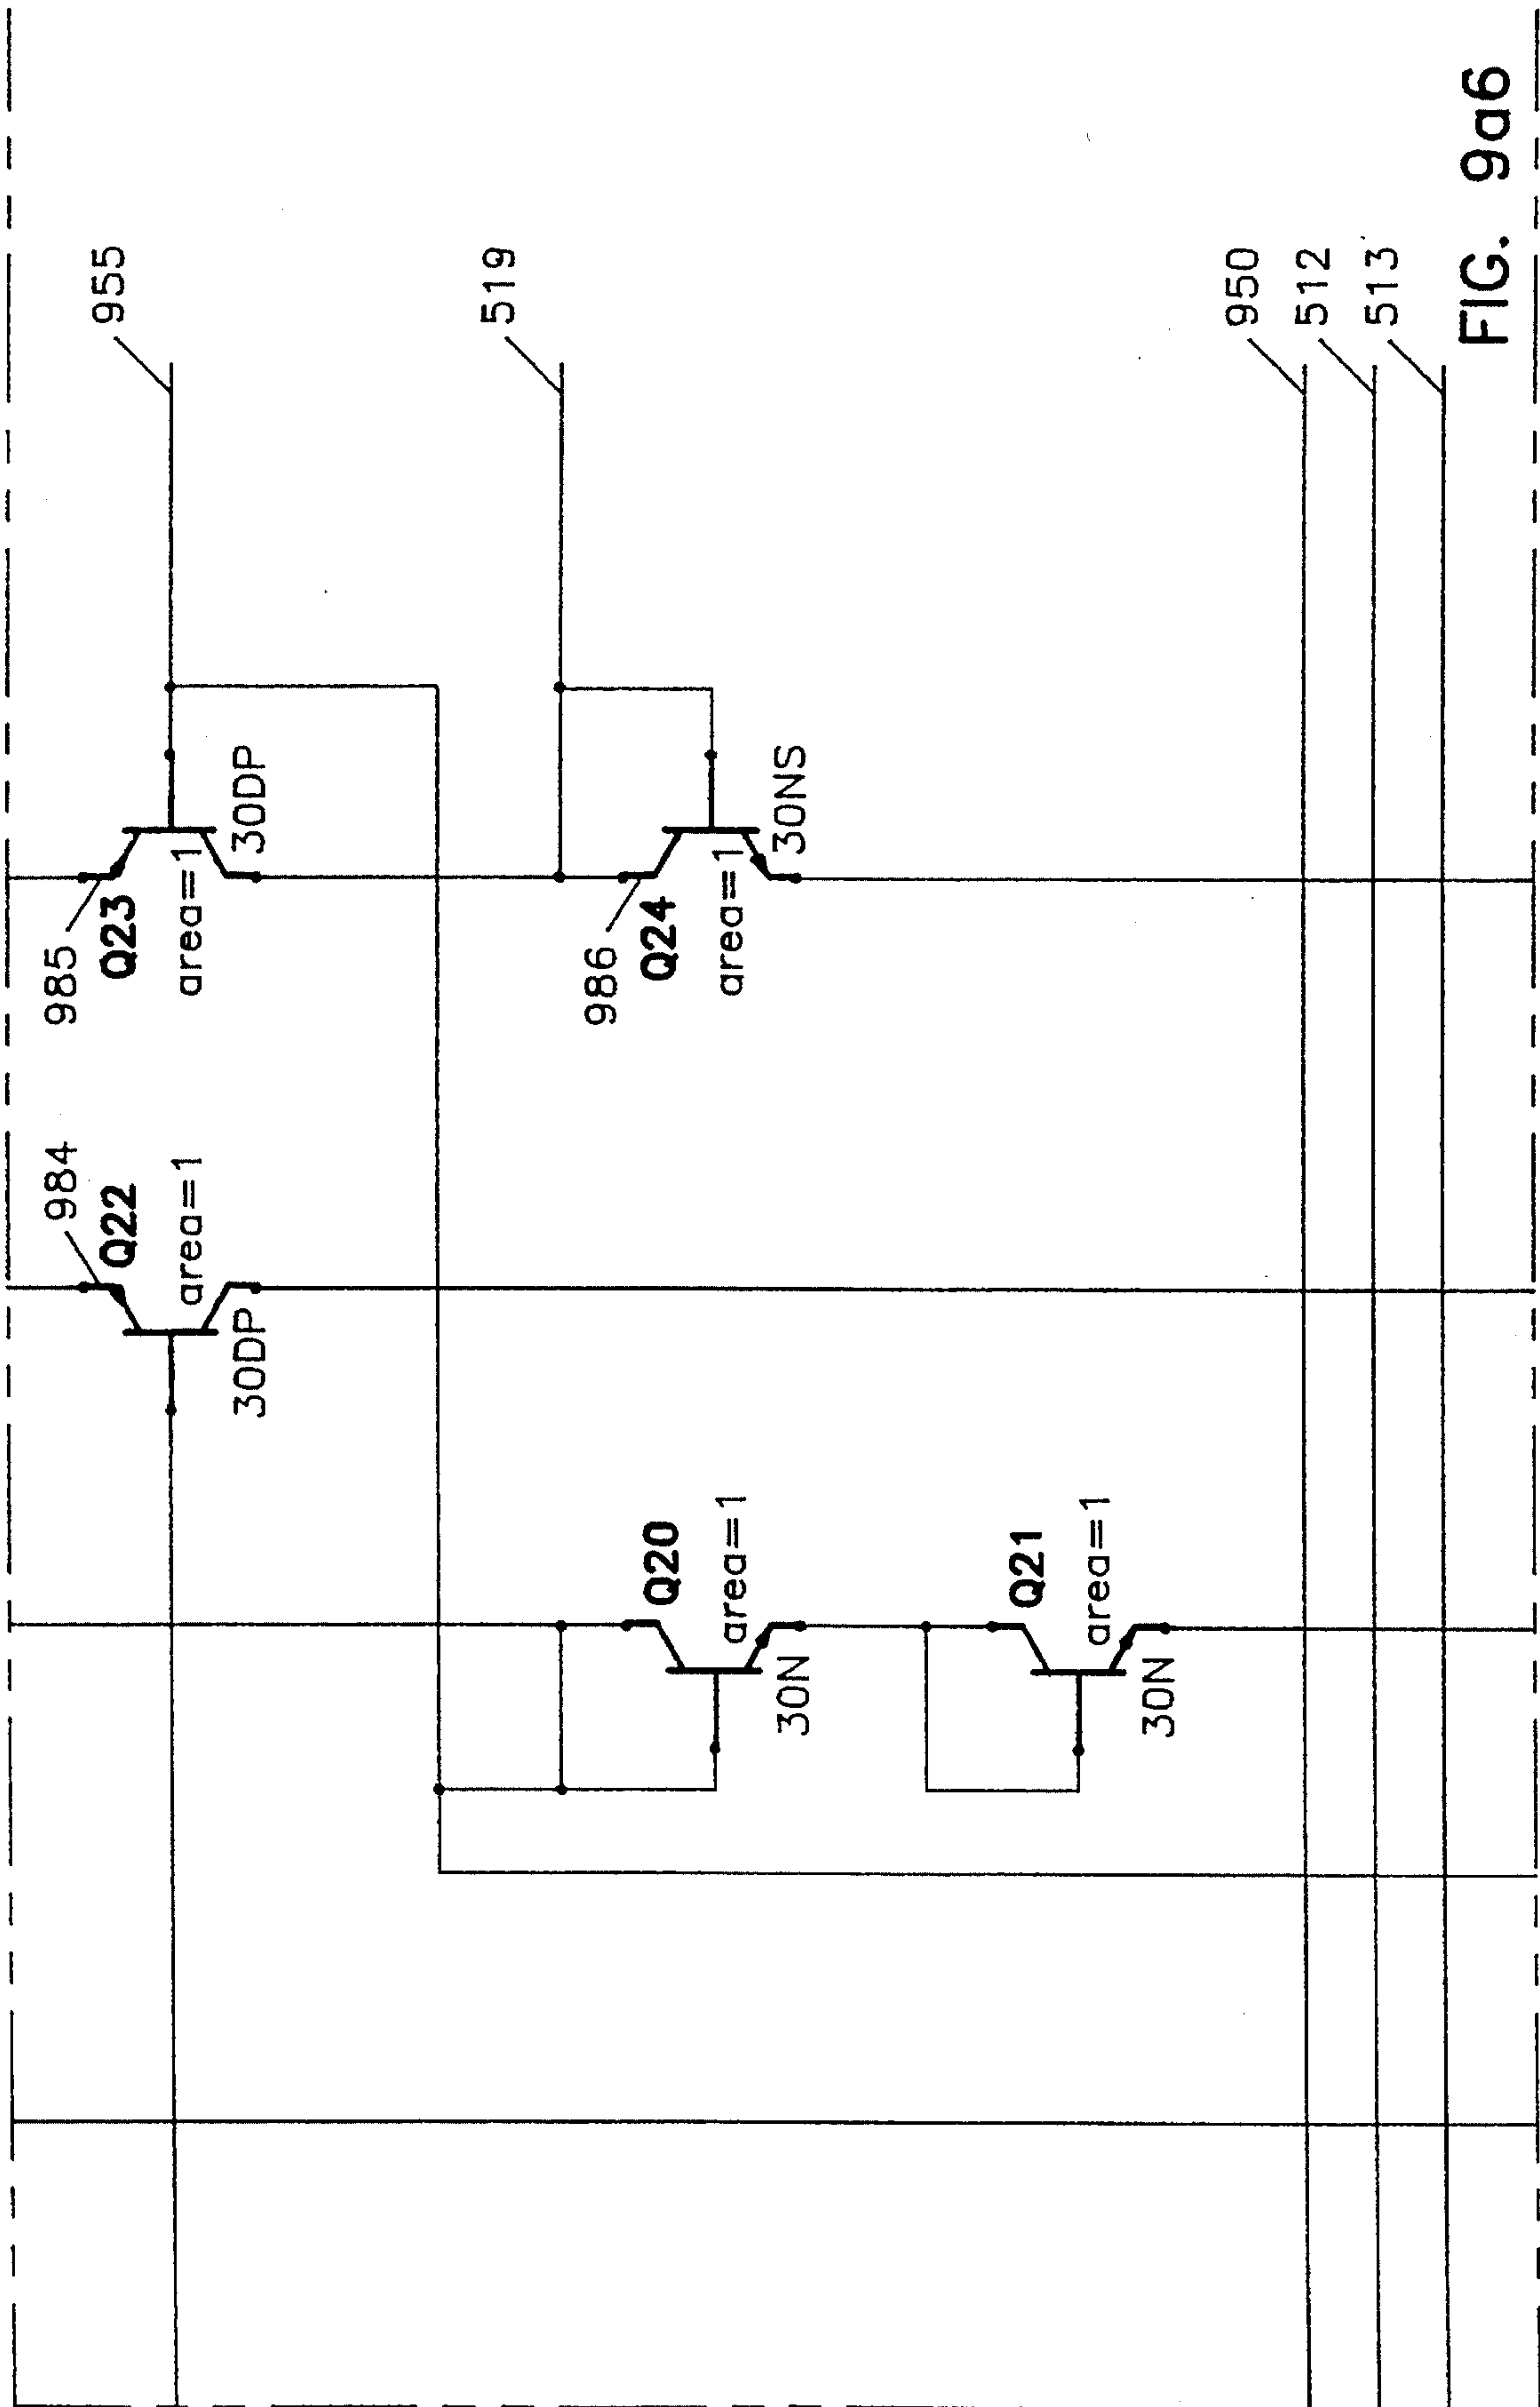 955
985
Q23
area=1
30DP
984
Q22
area=1
30DP
519
986
Q24
area=1
30NS
Q20
area=1
30N
Q21
area=1
30N
950
512
513
FIG. 9a6